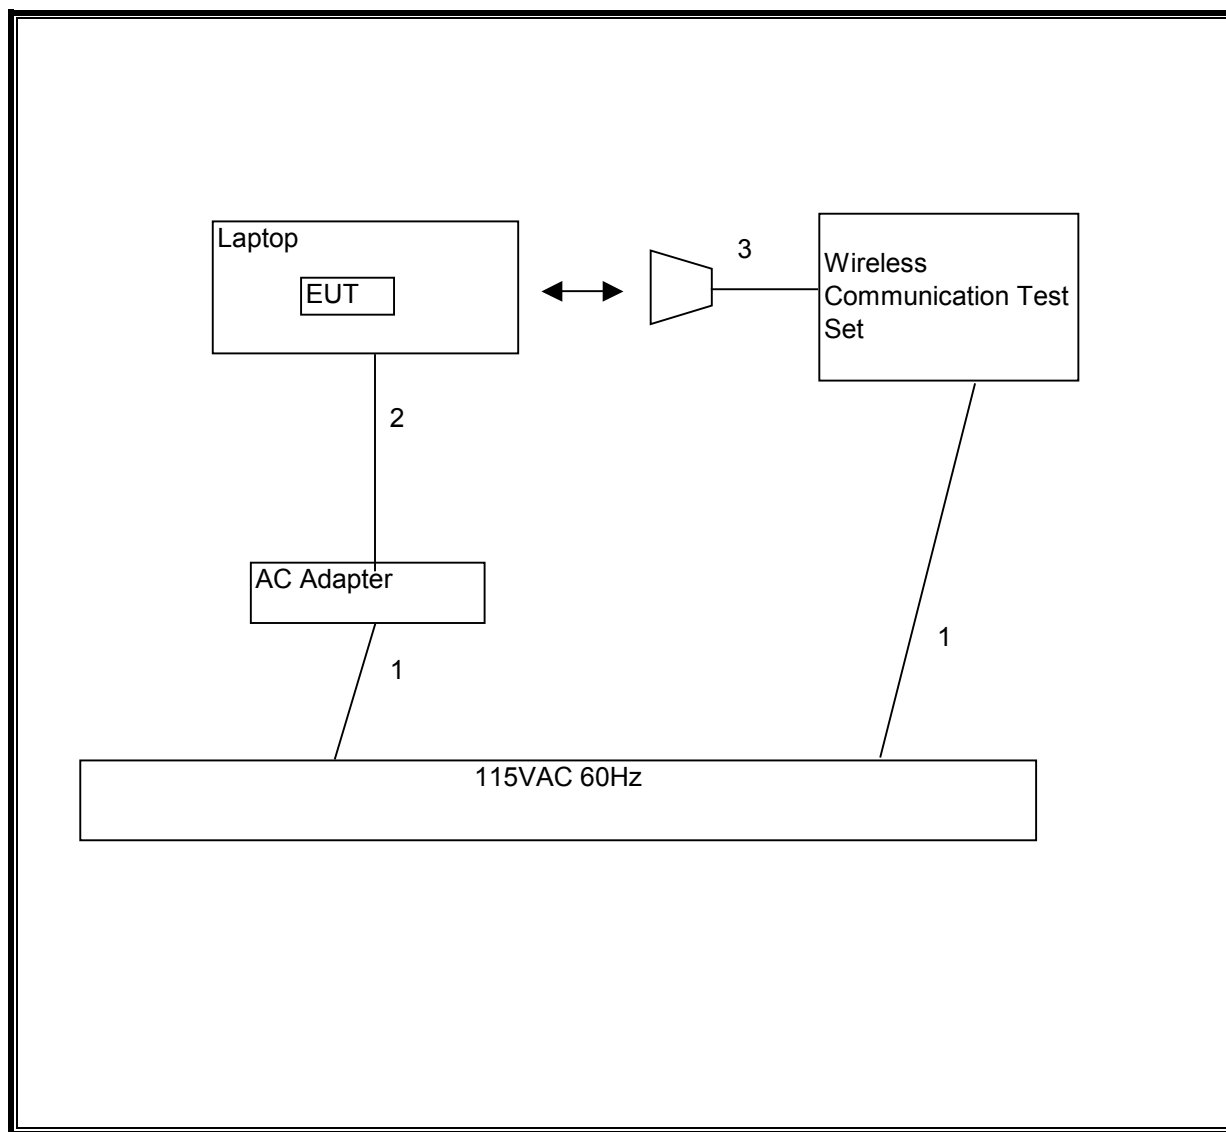 Laptop
EUT
3
Wireless
Communication Test
Set
2
AC Adapter
1
1
115VAC 60Hz